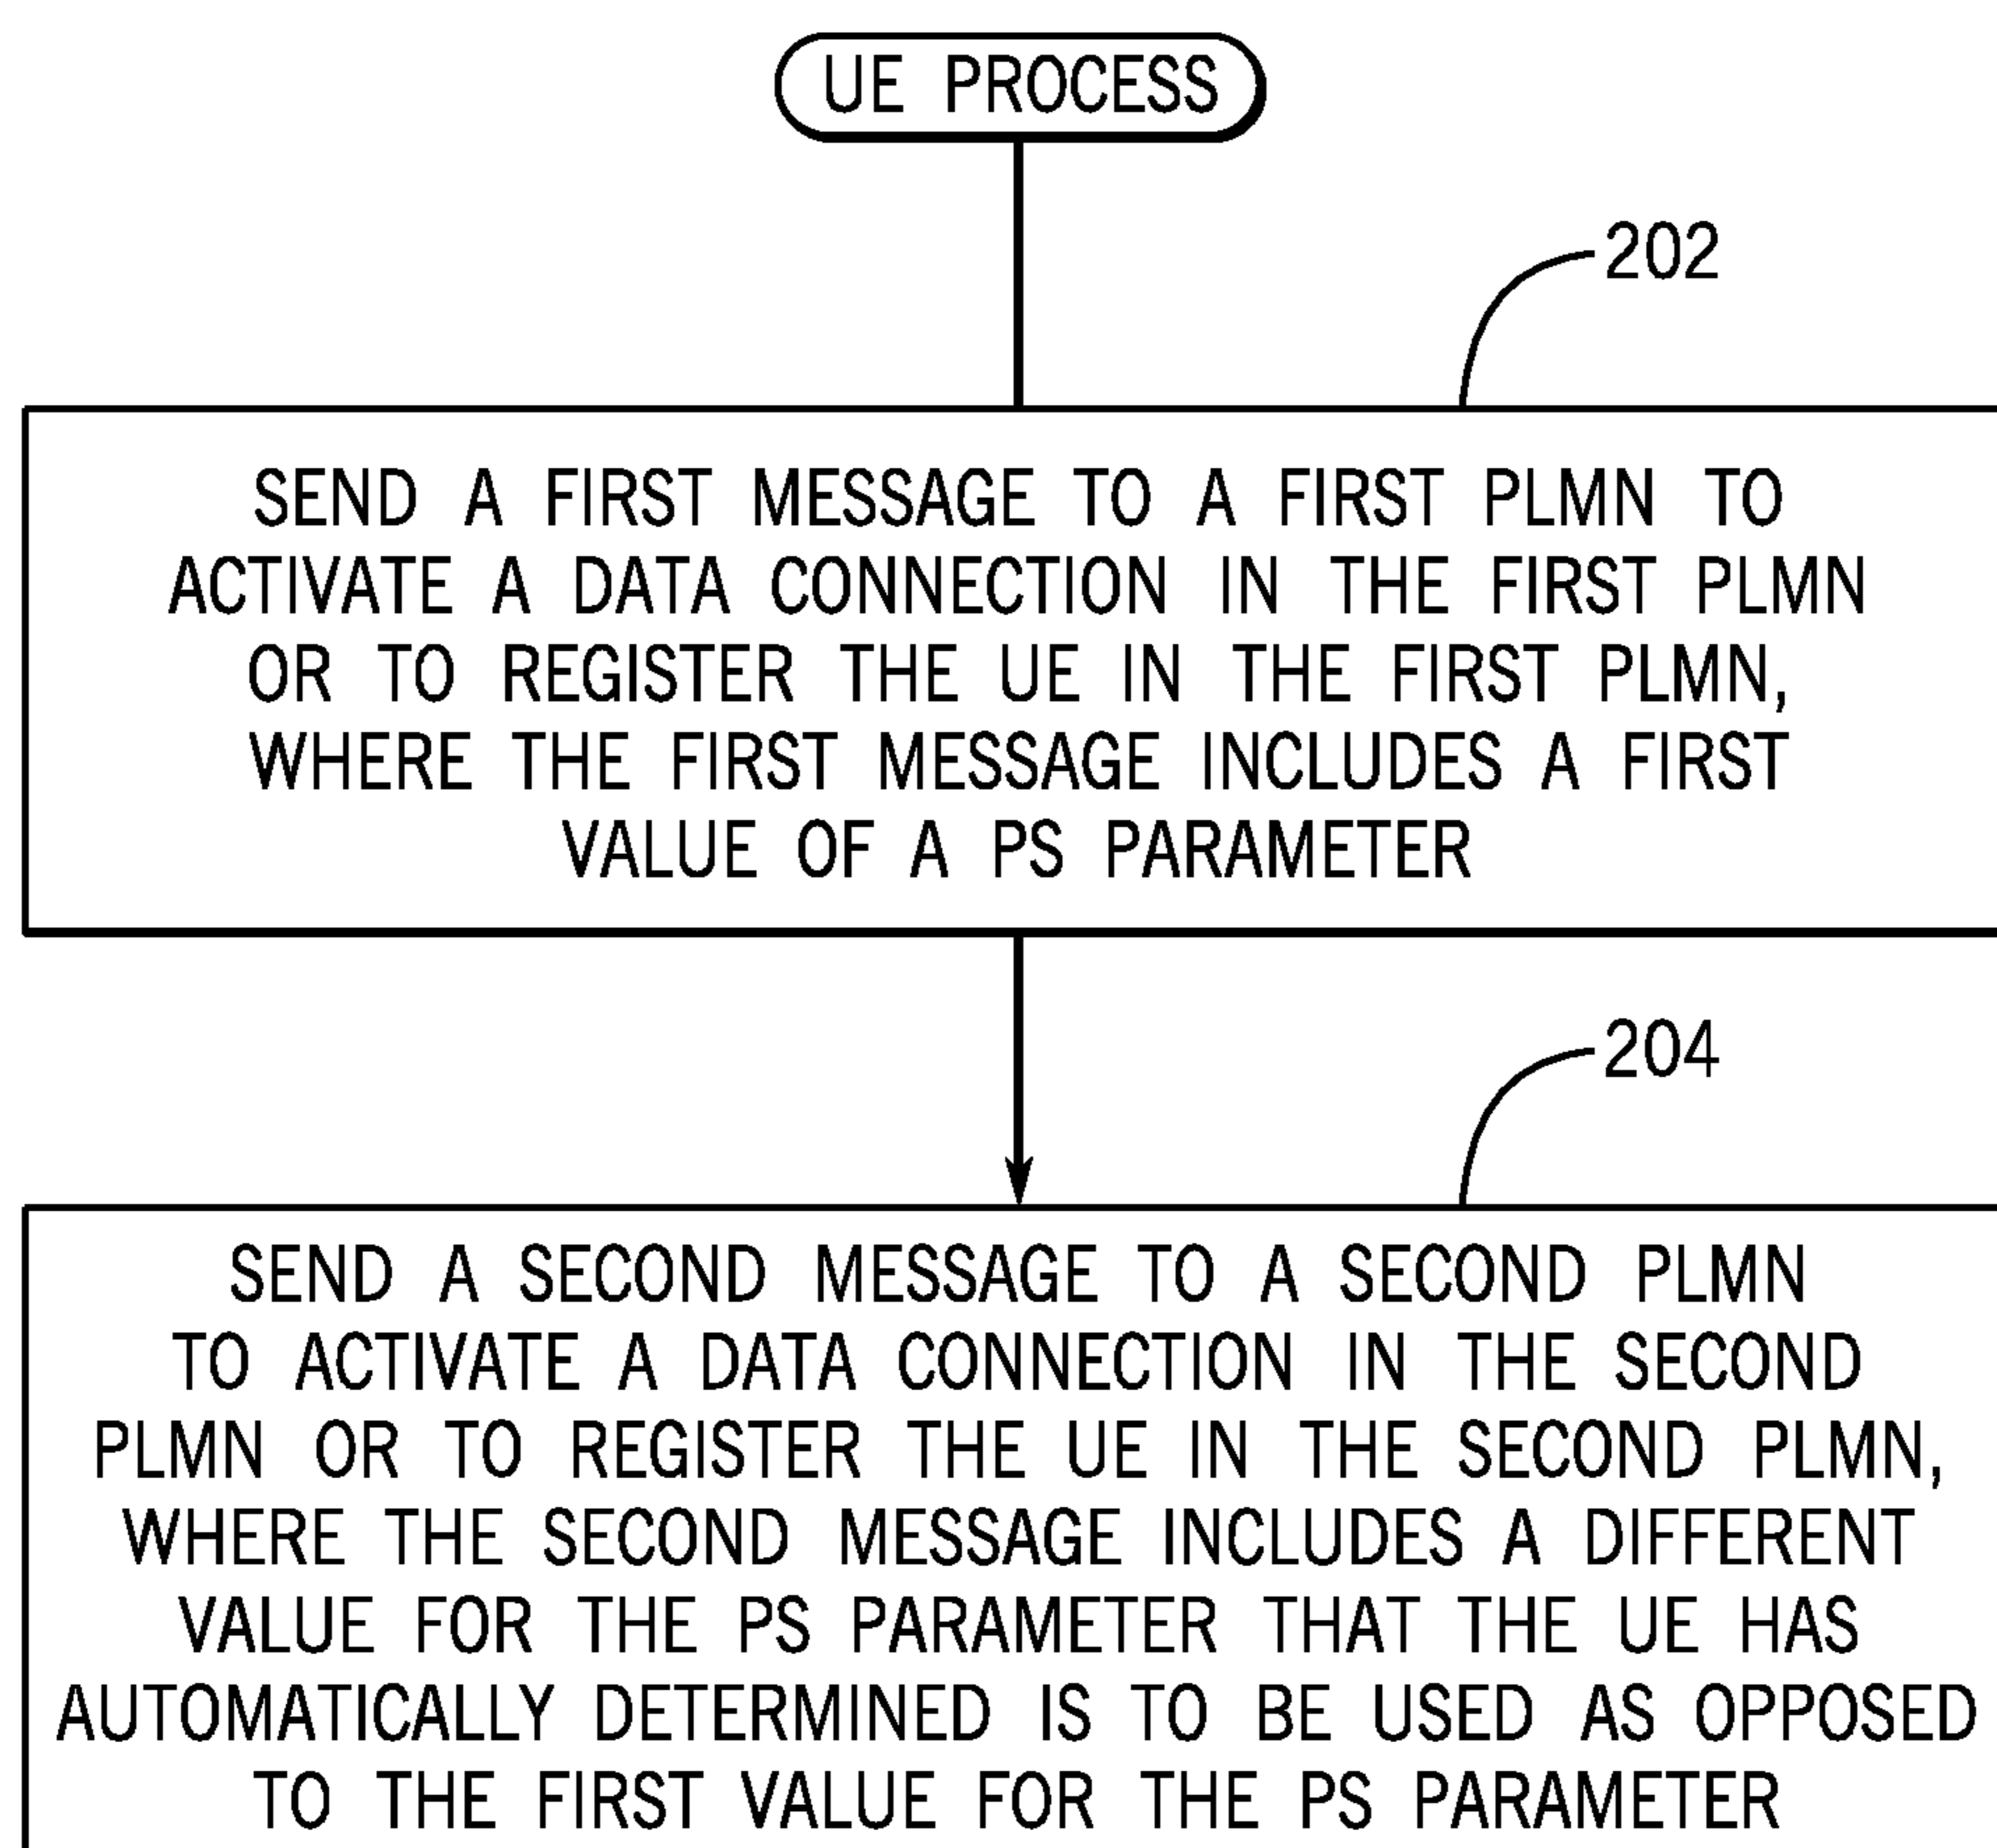 UE PROCESS
202
SEND A FIRST MESSAGE TO A FIRST PLMN TO
ACTIVATE A DATA CONNECTION IN THE FIRST PLMN
OR TO REGISTER THE UE IN THE FIRST PLMN,
WHERE THE FIRST MESSAGE INCLUDES A FIRST
VALUE OF A PS PARAMETER
204
SEND A SECOND MESSAGE TO A SECOND PLMN
TO ACTIVATE A DATA CONNECTION IN THE SECOND
PLMN OR TO REGISTER THE UE IN THE SECOND PLMN,
WHERE THE SECOND MESSAGE INCLUDES A DIFFERENT
VALUE FOR THE PS PARAMETER THAT THE UE HAS
AUTOMATICALLY DETERMINED IS TO BE USED AS OPPOSED
TO THE FIRST VALUE FOR THE PS PARAMETER